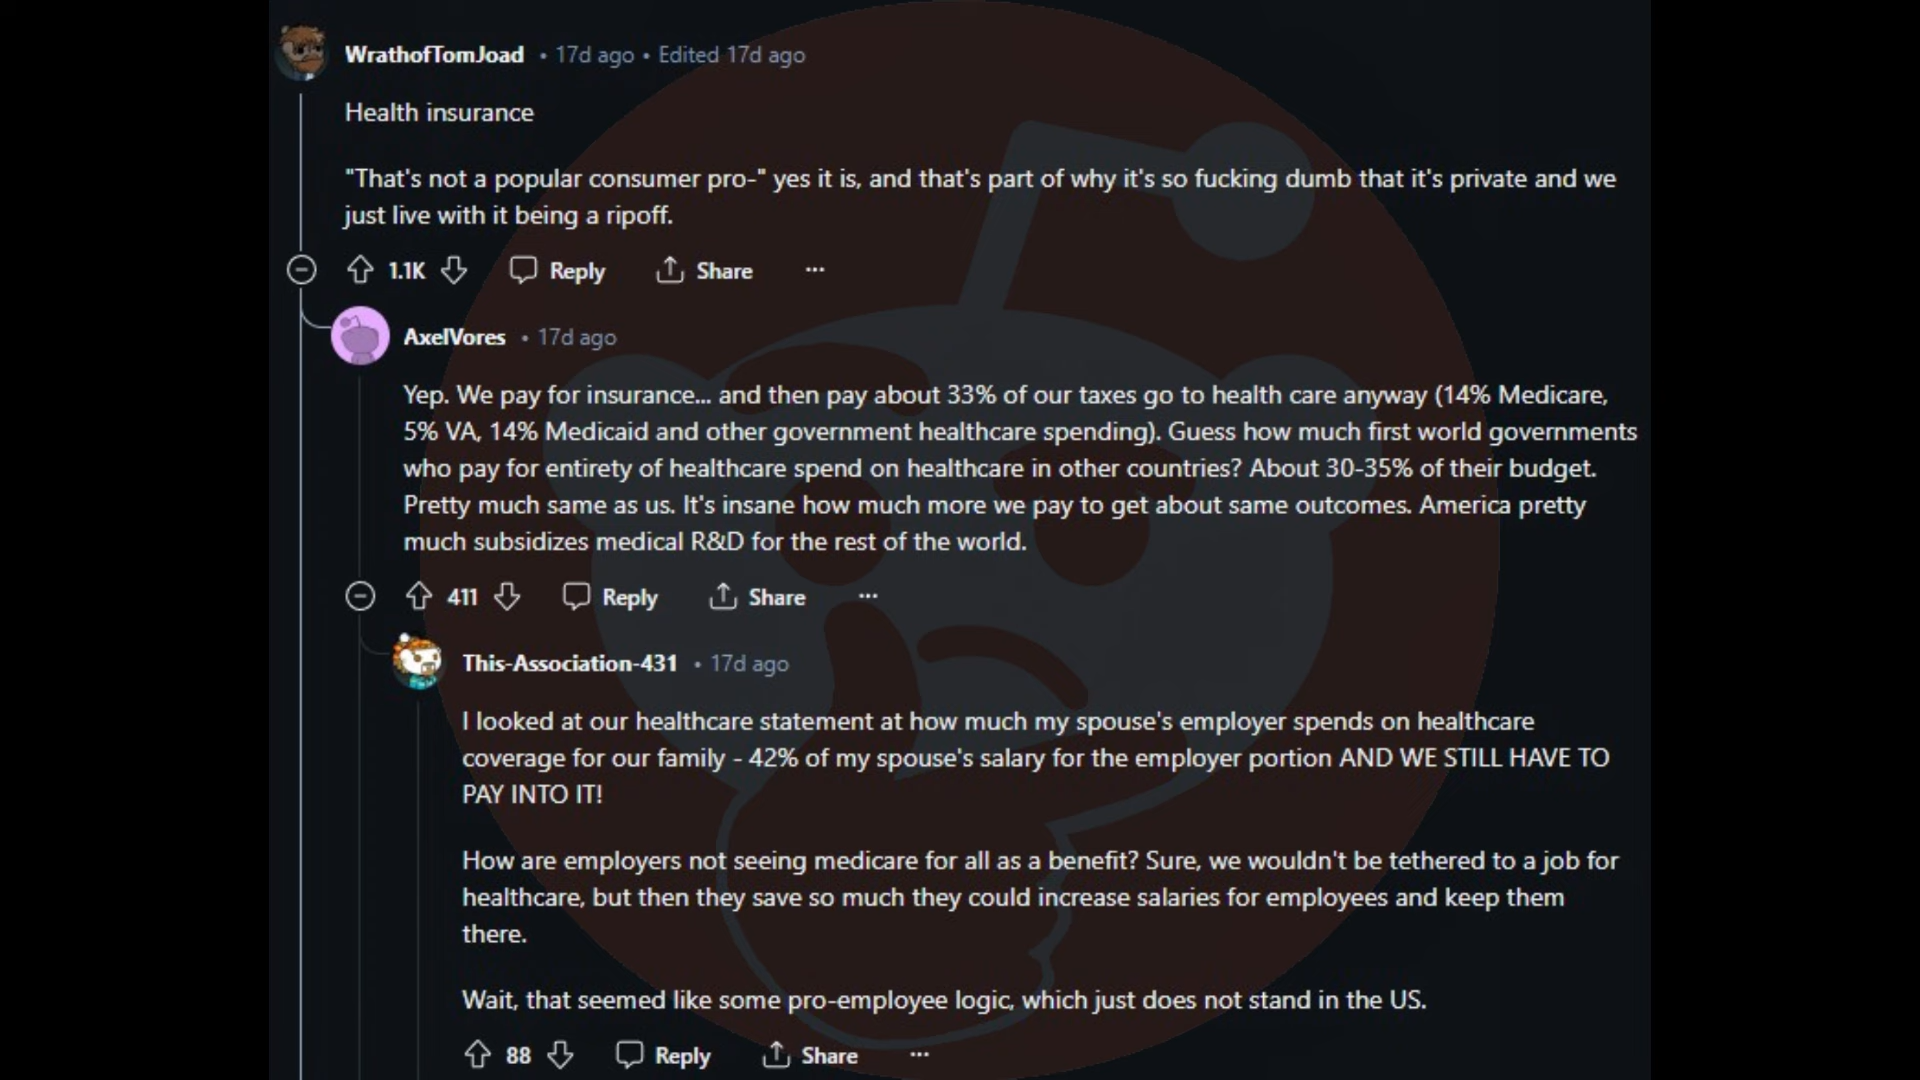 WrathofTomJoad • 17d ago • Edited 17d ago
Health insurance
"That's not a popular consumer pro-" yes it is, and that's part of why it's so fucking dumb that it's private and we
just live with it being a ripoff.
1.1K Reply Share ...
AxelVores • 17d ago
Yep. We pay for insurance... and then pay about 33% of our taxes go to health care anyway (14% Medicare,
5% VA, 14% Medicaid and other government healthcare spending). Guess how much first world governments
who pay for entirety of healthcare spend on healthcare in other countries? About 30-35% of their budget.
Pretty much same as us. It's insane how much more we pay to get about same outcomes. America pretty
much subsidizes medical R&D for the rest of the world.
411 Reply Share ...
This-Association-431 • 17d ago
I looked at our healthcare statement at how much my spouse's employer spends on healthcare
coverage for our family - 42% of my spouse's salary for the employer portion AND WE STILL HAVE TO
PAY INTO IT!
How are employers not seeing medicare for all as a benefit? Sure, we wouldn't be tethered to a job for
healthcare, but then they save so much they could increase salaries for employees and keep them
there.
Wait, that seemed like some pro-employee logic, which just does not stand in the US.
88 Reply Share ...